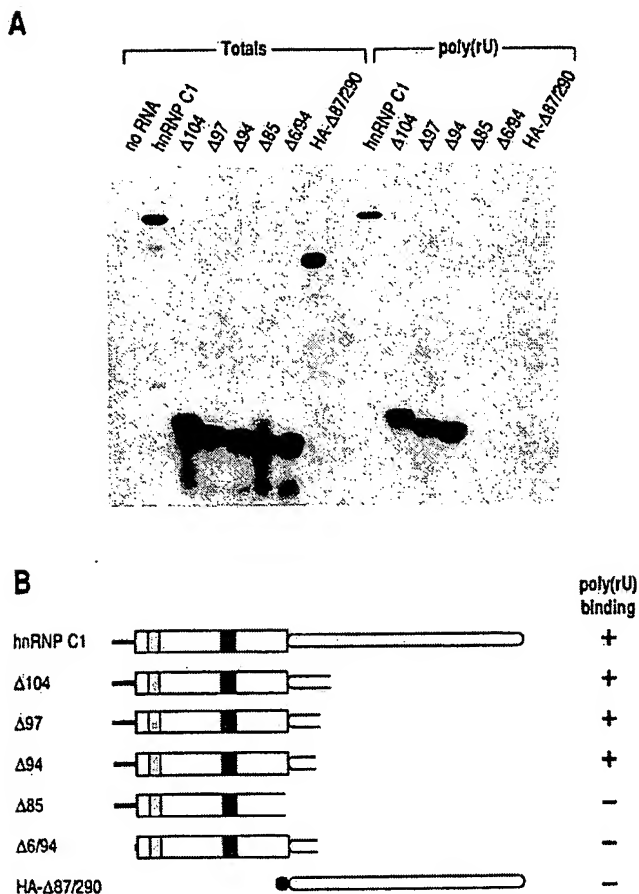 A
Totals poly(rU)
no RNA hnRNP C1 Δ104 Δ97 Δ94 Δ85 Δ6/94 HA-Δ87/290 hnRNP C1 Δ104 Δ97 Δ94 Δ85 Δ6/94 HA-Δ87/290
B
poly(rU)
binding
hnRNP C1 +
Δ104 +
Δ97 +
Δ94 +
Δ85 −
Δ6/94 −
HA-Δ87/290 −